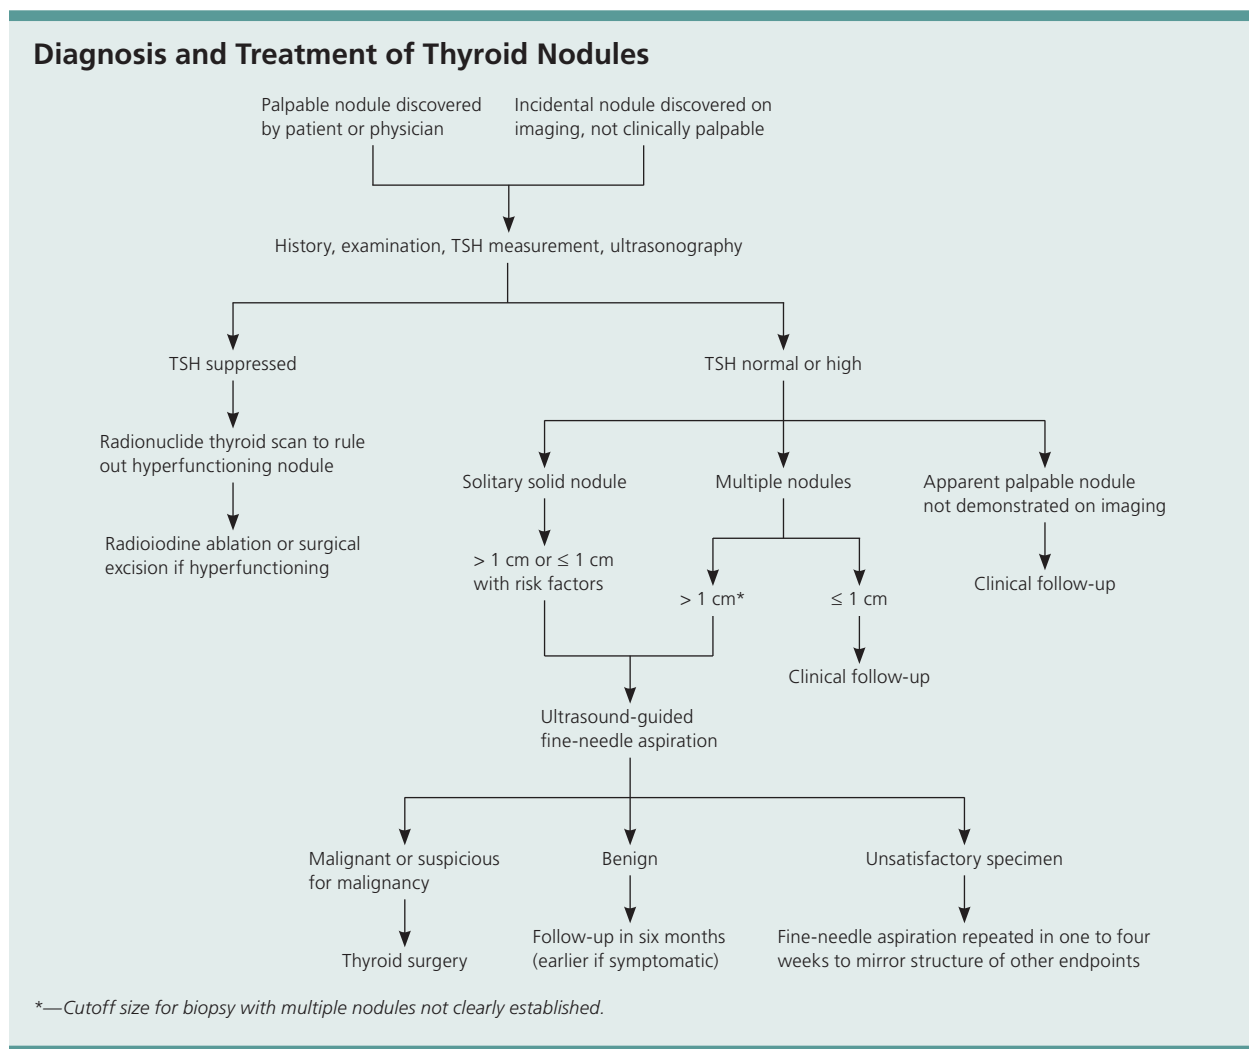 Diagnosis and Treatment of Thyroid Nodules
Palpable nodule discovered
by patient or physician
Incidental nodule discovered on
imaging, not clinically palpable
History, examination, TSH measurement, ultrasonography
TSH suppressed
TSH normal or high
Radionuclide thyroid scan to rule
out hyperfunctioning nodule
Radioiodine ablation or surgical
excision if hyperfunctioning
Solitary solid nodule
Multiple nodules
Apparent palpable nodule
not demonstrated on imaging
> 1 cm or ≤ 1 cm
with risk factors
> 1 cm*
≤ 1 cm
Clinical follow-up
Clinical follow-up
Ultrasound-guided
fine-needle aspiration
Malignant or suspicious
for malignancy
Benign
Unsatisfactory specimen
Thyroid surgery
Follow-up in six months
(earlier if symptomatic)
Fine-needle aspiration repeated in one to four
weeks to mirror structure of other endpoints
*—Cutoff size for biopsy with multiple nodules not clearly established.